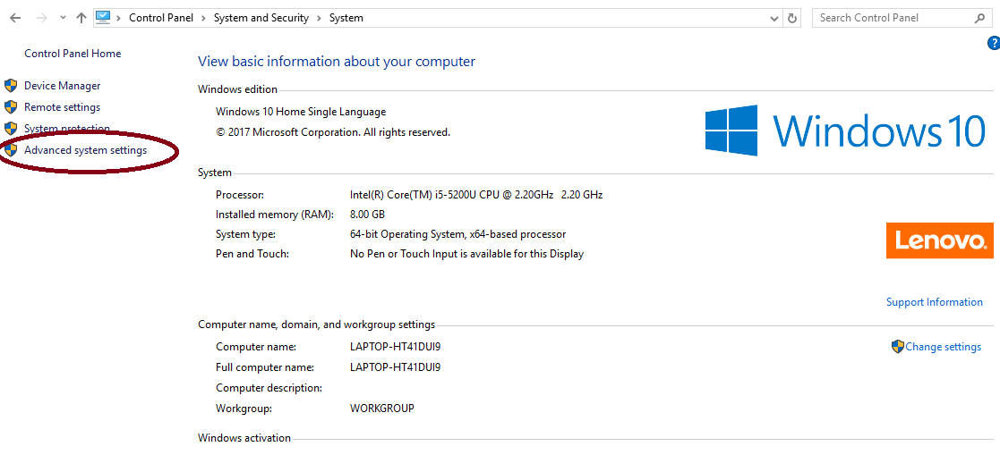 Control Panel > System and Security > System
Search Control Panel
?
Control Panel Home
Device Manager
Remote settings
System protection
Advanced system settings
View basic information about your computer
Windows edition
Windows 10 Home Single Language
© 2017 Microsoft Corporation. All rights reserved.
Windows 10
System
Processor: Intel(R) Core(TM) i5-5200U CPU @ 2.20GHz 2.20 GHz
Installed memory (RAM): 8.00 GB
System type: 64-bit Operating System, x64-based processor
Pen and Touch: No Pen or Touch Input is available for this Display
Lenovo.
Support Information
Computer name, domain, and workgroup settings
Computer name: LAPTOP-HT41DUI9
Change settings
Full computer name: LAPTOP-HT41DUI9
Computer description:
Workgroup: WORKGROUP
Windows activation